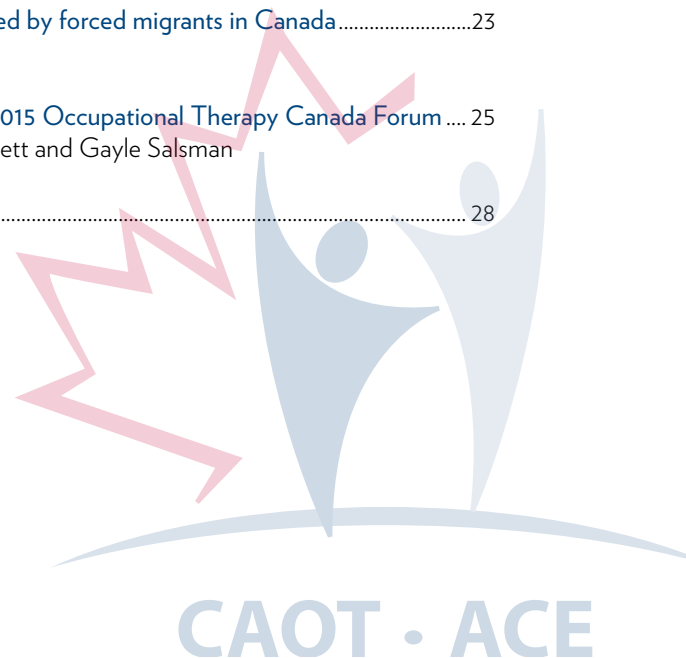 ed by forced migrants in Canada.......................23
2015 Occupational Therapy Canada Forum .... 25
ett and Gayle Salsman
.................................................................................................. 28
CAOT · ACE